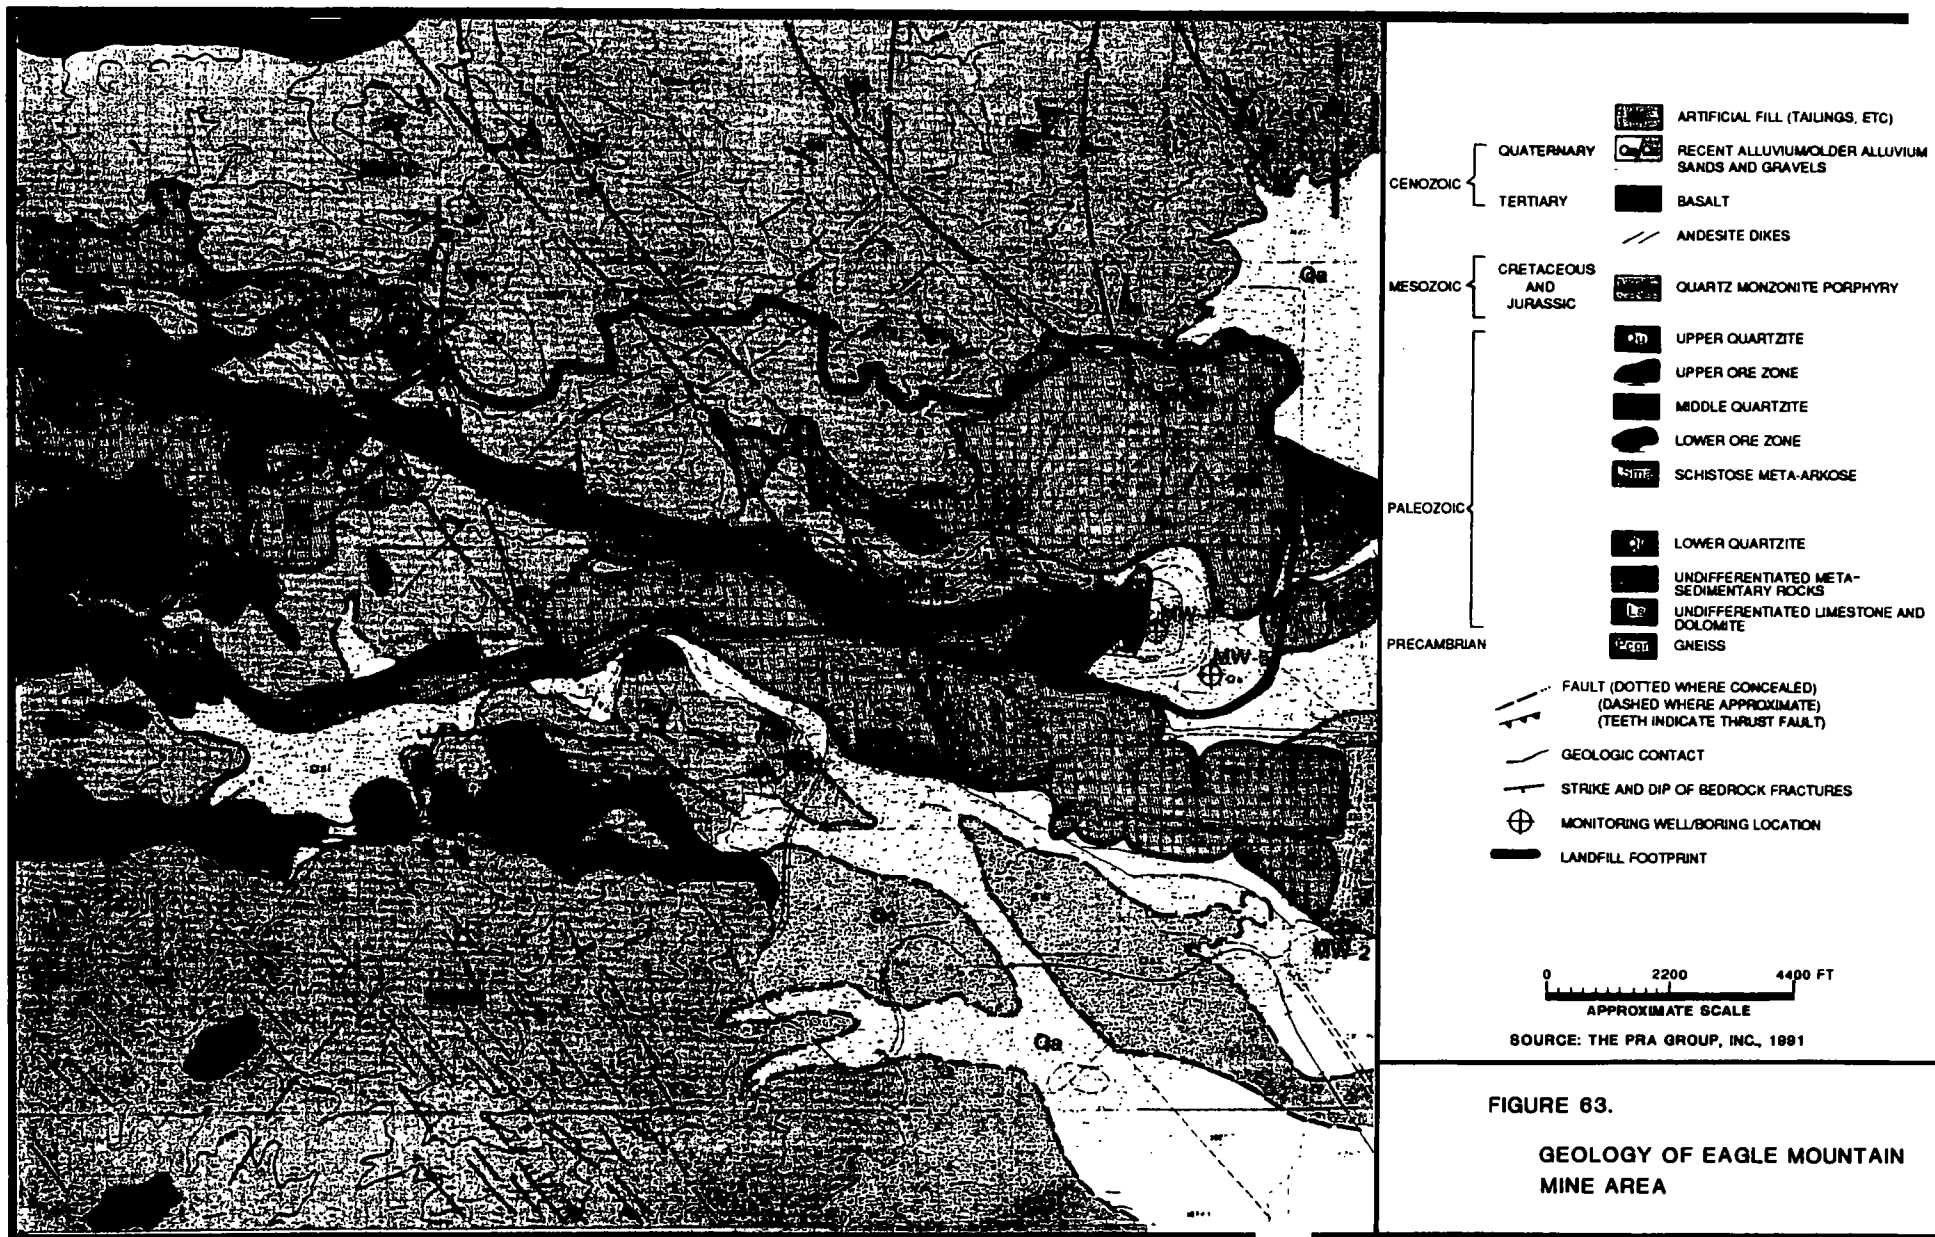 Qa
MW-2
Qa
ARTIFICIAL FILL (TAILINGS, ETC)
CENOZOIC
QUATERNARY
RECENT ALLUVIUM/OLDER ALLUVIUM
SANDS AND GRAVELS
TERTIARY
BASALT
ANDESITE DIKES
MESOZOIC
CRETACEOUS
AND
JURASSIC
QUARTZ MONZONITE PORPHYRY
PALEOZOIC
UPPER QUARTZITE
UPPER ORE ZONE
MIDDLE QUARTZITE
LOWER ORE ZONE
Sma
SCHISTOSE META-ARKOSE
LOWER QUARTZITE
UNDIFFERENTIATED META-
SEDIMENTARY ROCKS
UNDIFFERENTIATED LIMESTONE AND
DOLOMITE
PRECAMBRIAN
GNEISS
FAULT (DOTTED WHERE CONCEALED)
(DASHED WHERE APPROXIMATE)
(TEETH INDICATE THRUST FAULT)
GEOLOGIC CONTACT
STRIKE AND DIP OF BEDROCK FRACTURES
MONITORING WELL/BORING LOCATION
LANDFILL FOOTPRINT
0 2200 4400 FT
APPROXIMATE SCALE
SOURCE: THE PRA GROUP, INC., 1991
FIGURE 63.
GEOLOGY OF EAGLE MOUNTAIN
MINE AREA